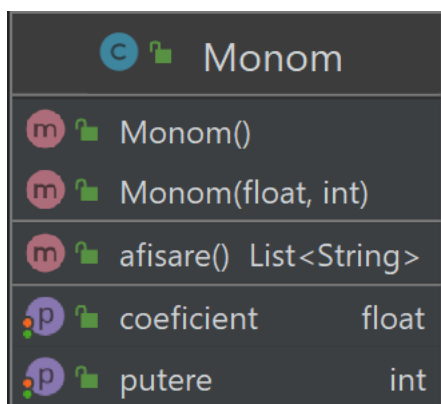 C Monom
m Monom()
m Monom(float, int)
m afisare() List<String>
p coeficient float
p putere int